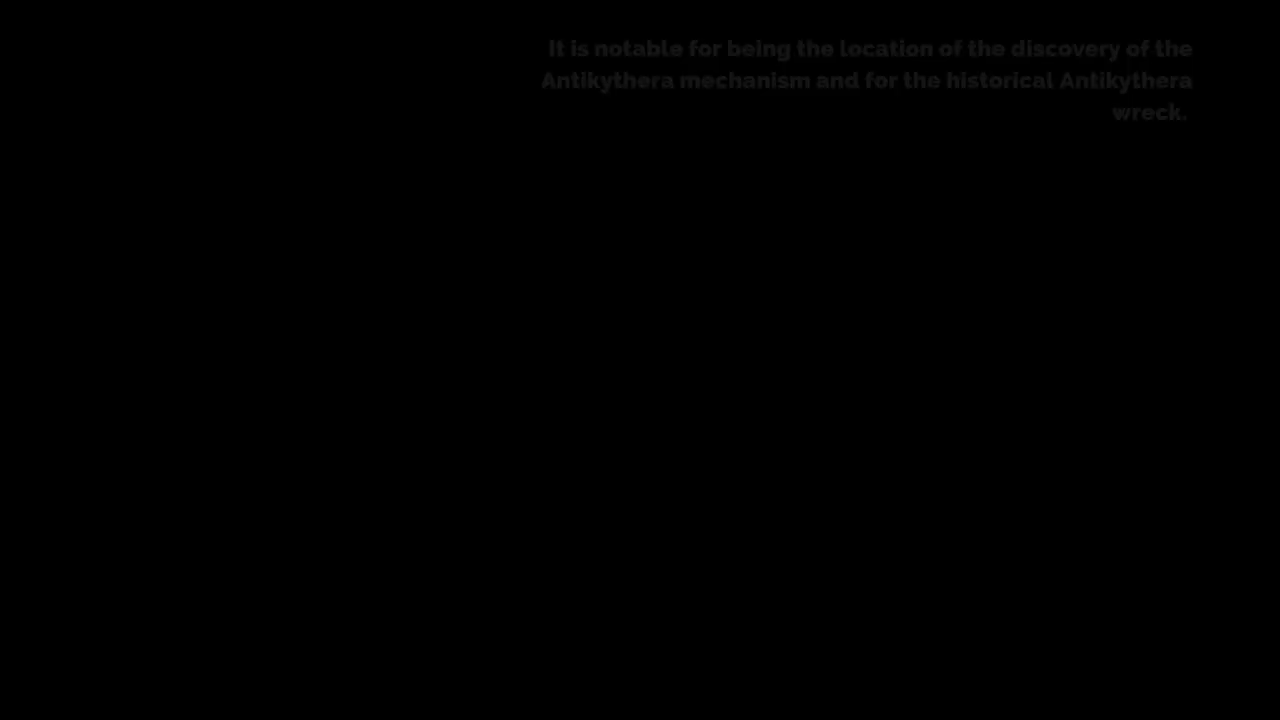 It is notable for being the location of the discovery of the
Antikythera mechanism and for the historical Antikythera
wreck.